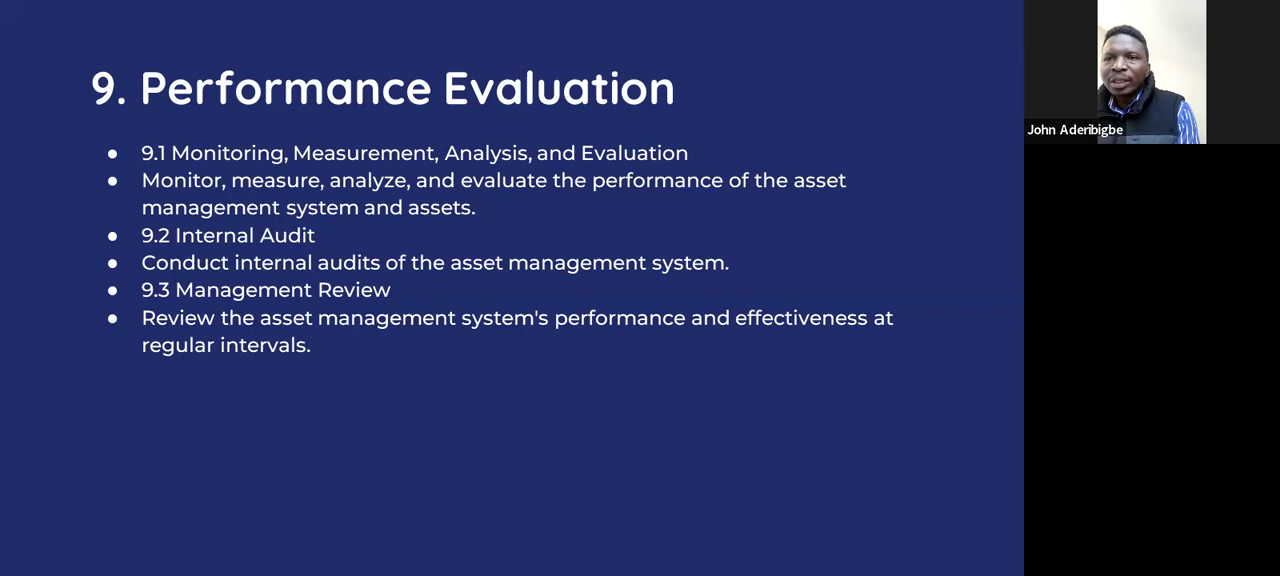 9. Performance Evaluation
● 9.1 Monitoring, Measurement, Analysis, and Evaluation
● Monitor, measure, analyze, and evaluate the performance of the asset
management system and assets.
● 9.2 Internal Audit
● Conduct internal audits of the asset management system.
● 9.3 Management Review
● Review the asset management system's performance and effectiveness at
regular intervals.
John Aderibigbe